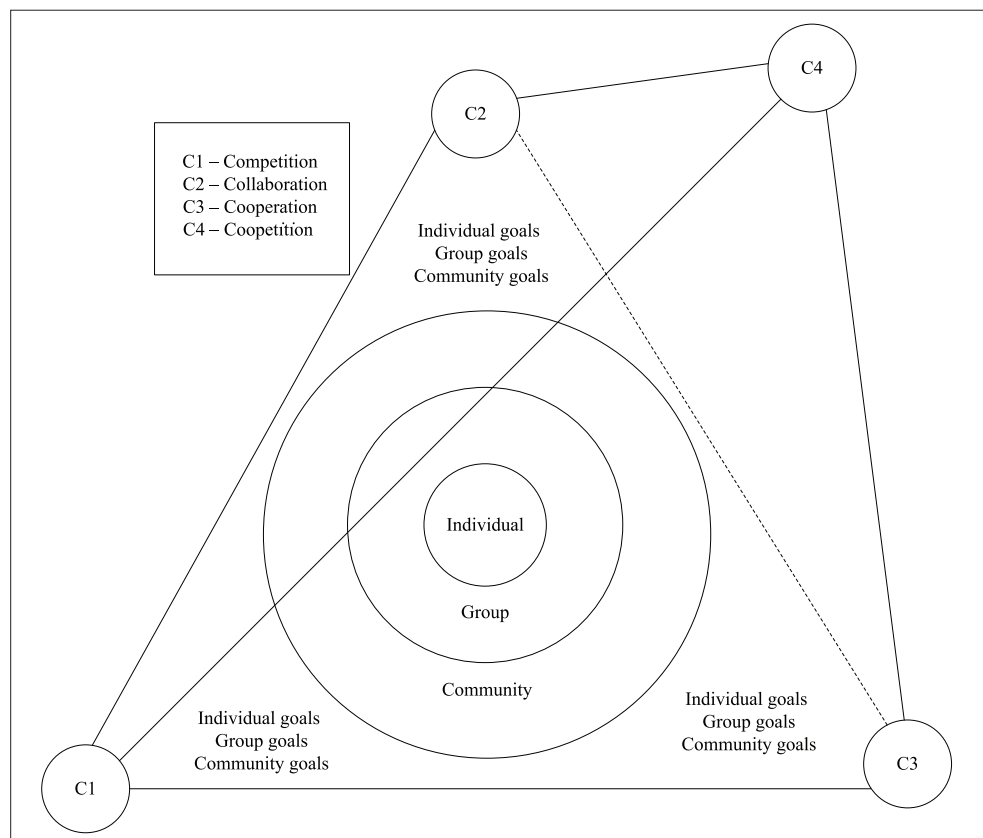 C4
C2
C1 – Competition
C2 – Collaboration
C3 – Cooperation
C4 – Coopetition
Individual goals
Group goals
Community goals
Individual
Group
Community
Individual goals
Group goals
Community goals
Individual goals
Group goals
Community goals
C3
C1